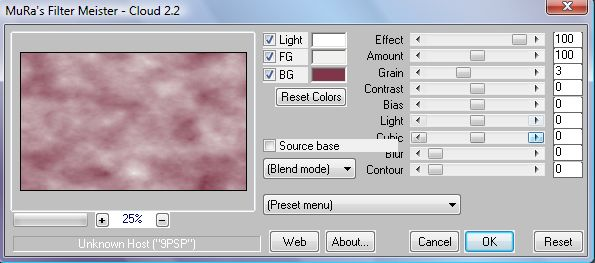 MuRa's Filter Meister - Cloud 2.2
Light
FG
BG
Reset Colors
Source base
(Blend mode)
(Preset menu)
Effect 100
Amount 100
Grain 3
Contrast 0
Bias 0
Light 0
Cubic 0
Blur 0
Contour 0
+ 25% -
Unknown Host ("9PSP")
Web About... Cancel OK Reset